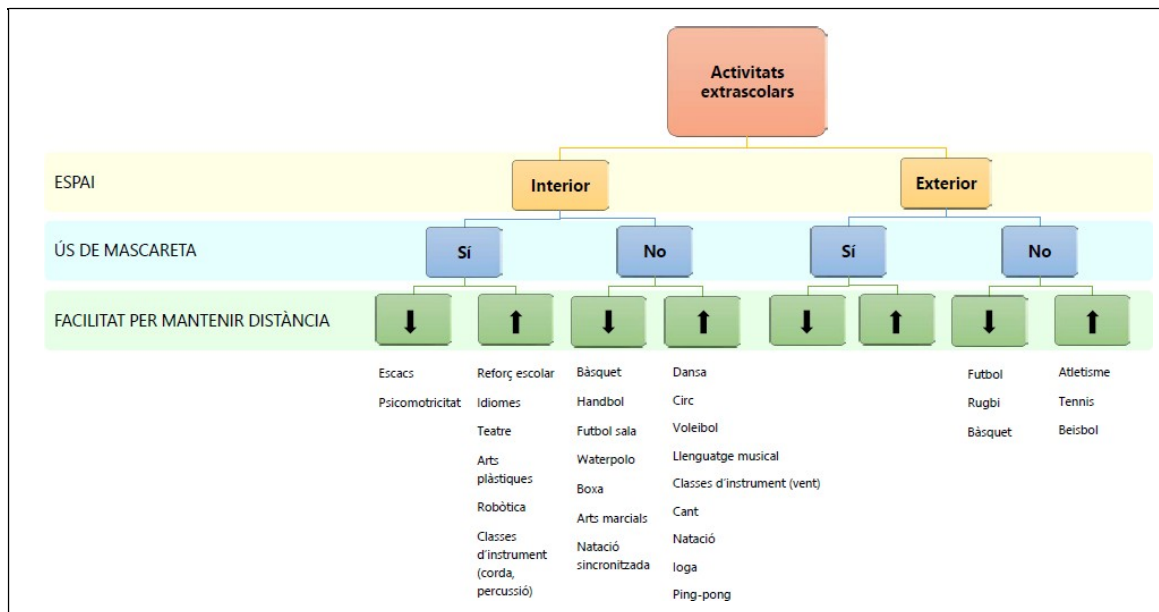 Activitats
extrascolars
ESPAI
Interior
Exterior
ÚS DE MASCARETA
Sí
No
Sí
No
FACILITAT PER MANTENIR DISTÀNCIA
Escacs
Psicomotricitat
Reforç escolar
Idiomes
Teatre
Arts
plàstiques
Robòtica
Classes
d'instrument
(corda,
percussió)
Bàsquet
Handbol
Futbol sala
Waterpolo
Boxa
Arts marcials
Natació
sincronitzada
Dansa
Circ
Voleibol
Llenguatge musical
Classes d'instrument (vent)
Cant
Natació
Ioga
Ping-pong
Futbol
Rugbi
Bàsquet
Atletisme
Tennis
Beisbol